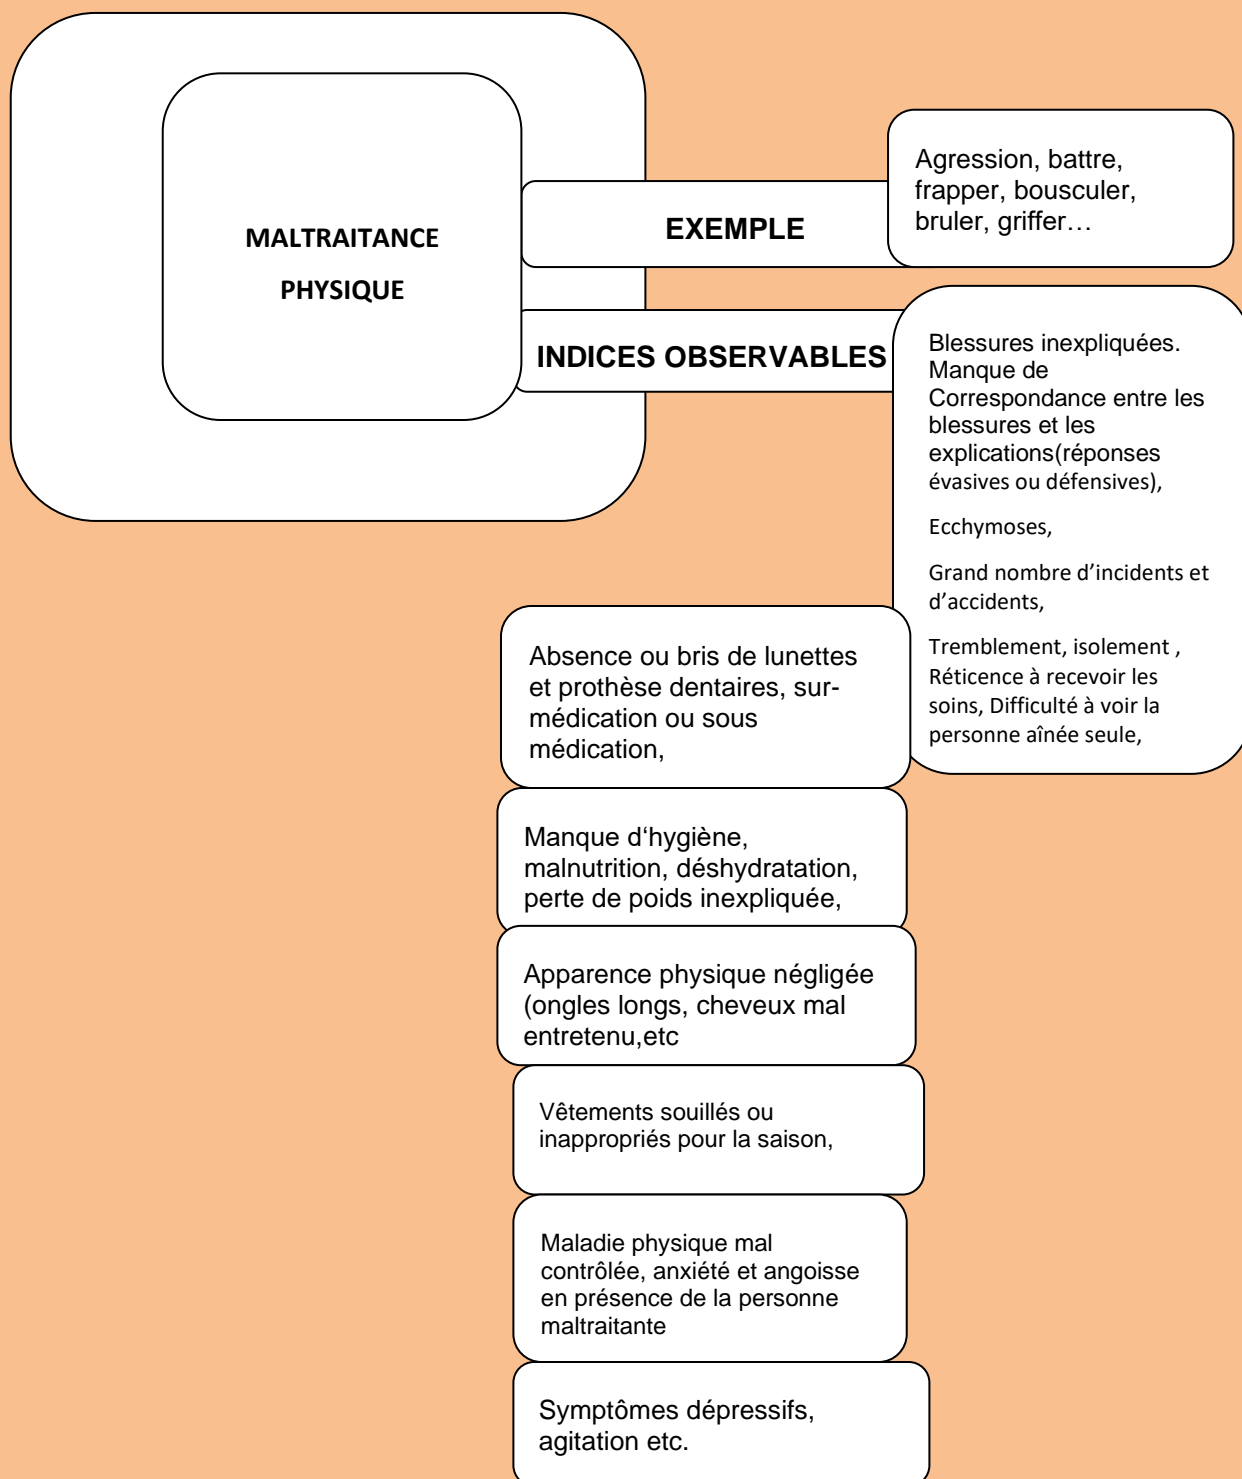 MALTRAITANCE
PHYSIQUE
EXEMPLE
Agression, battre,
frapper, bousculer,
bruler, griffer…
INDICES OBSERVABLES
Blessures inexpliquées.
Manque de
Correspondance entre les
blessures et les
explications(réponses
évasives ou défensives),
Ecchymoses,
Grand nombre d’incidents et
d’accidents,
Tremblement, isolement ,
Réticence à recevoir les
soins, Difficulté à voir la
personne aînée seule,
Absence ou bris de lunettes
et prothèse dentaires, sur-
médication ou sous
médication,
Manque d‘hygiène,
malnutrition, déshydratation,
perte de poids inexpliquée,
Apparence physique négligée
(ongles longs, cheveux mal
entretenu,etc
Vêtements souillés ou
inappropriés pour la saison,
Maladie physique mal
contrôlée, anxiété et angoisse
en présence de la personne
maltraitante
Symptômes dépressifs,
agitation etc.